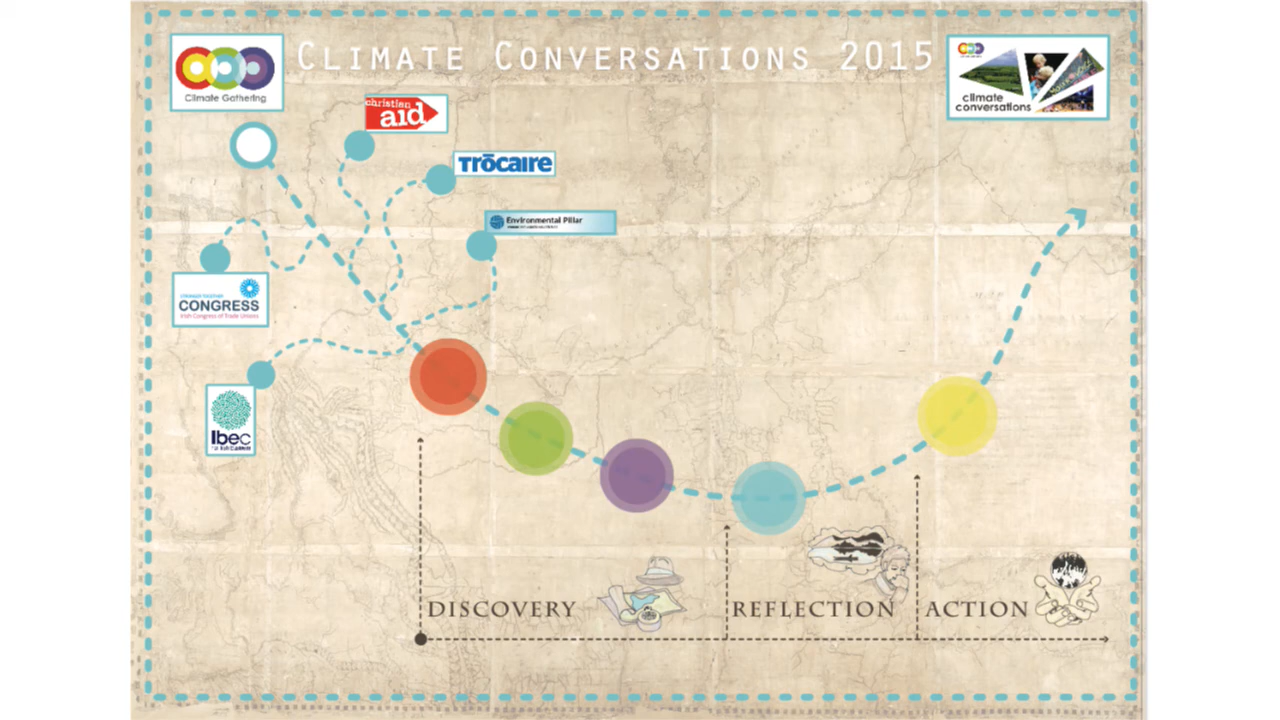 CLIMATE CONVERSATIONS 2015
Climate Gathering
climate
conversations
christian
aid
Trōcaire
Environmental Pillar
CONGRESS
Irish Congress of Trade Unions
Ibec
DISCOVERY
REFLECTION
ACTION